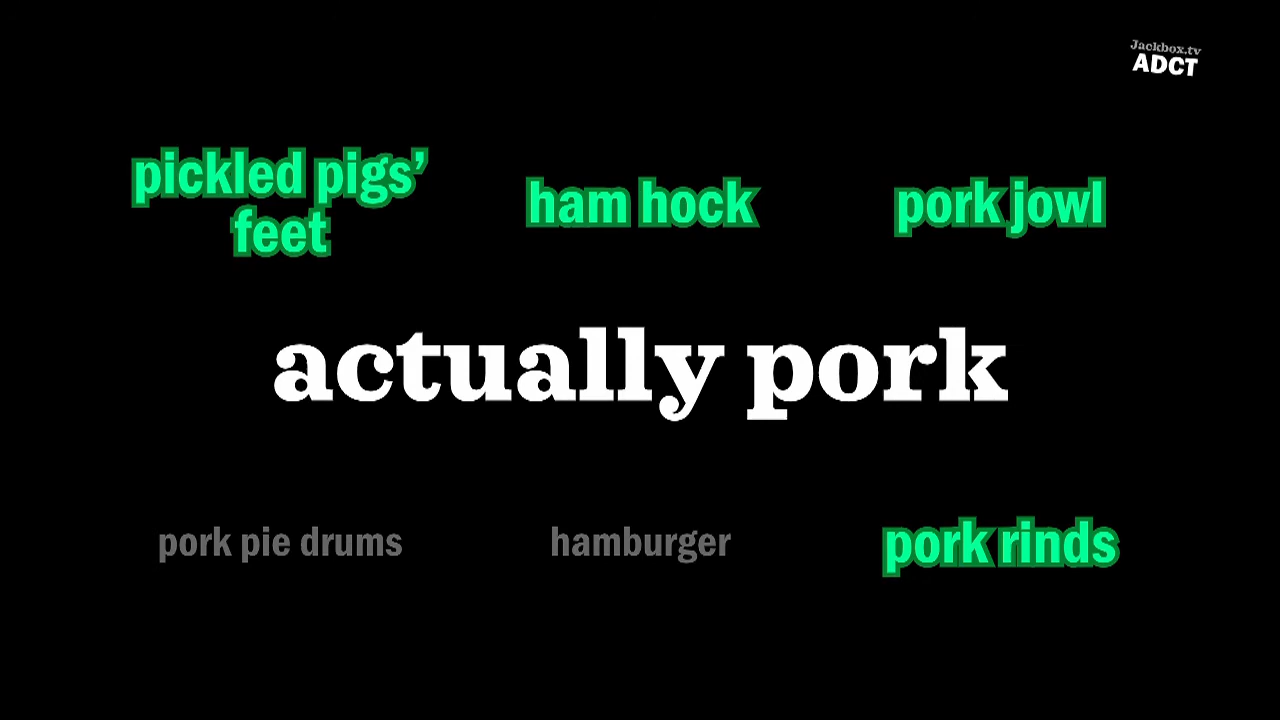 Jackbox.tv
ADCT
pickled pigs’
feet
ham hock
pork jowl
actually pork
pork pie drums
hamburger
pork rinds